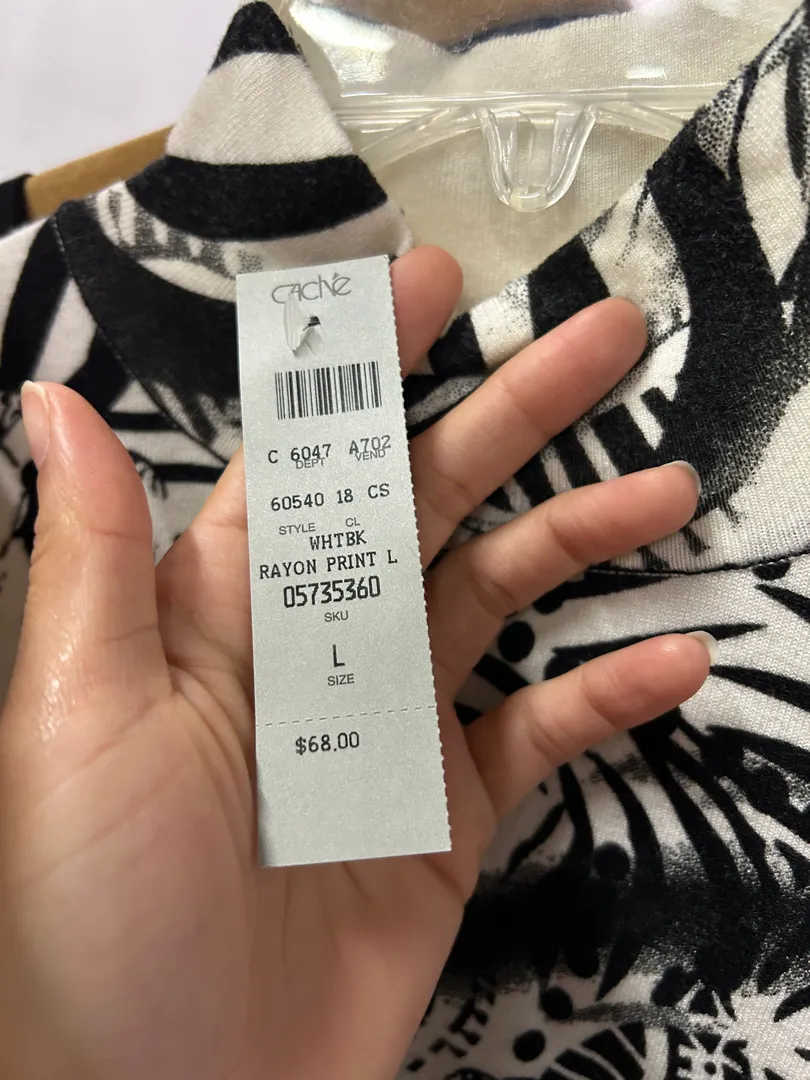 Caché
C 6047 A702
DEPT VEND
60540 18 CS
STYLE CL
WHTBK
RAYON PRINT L
05735360
SKU
L
SIZE
$68.00